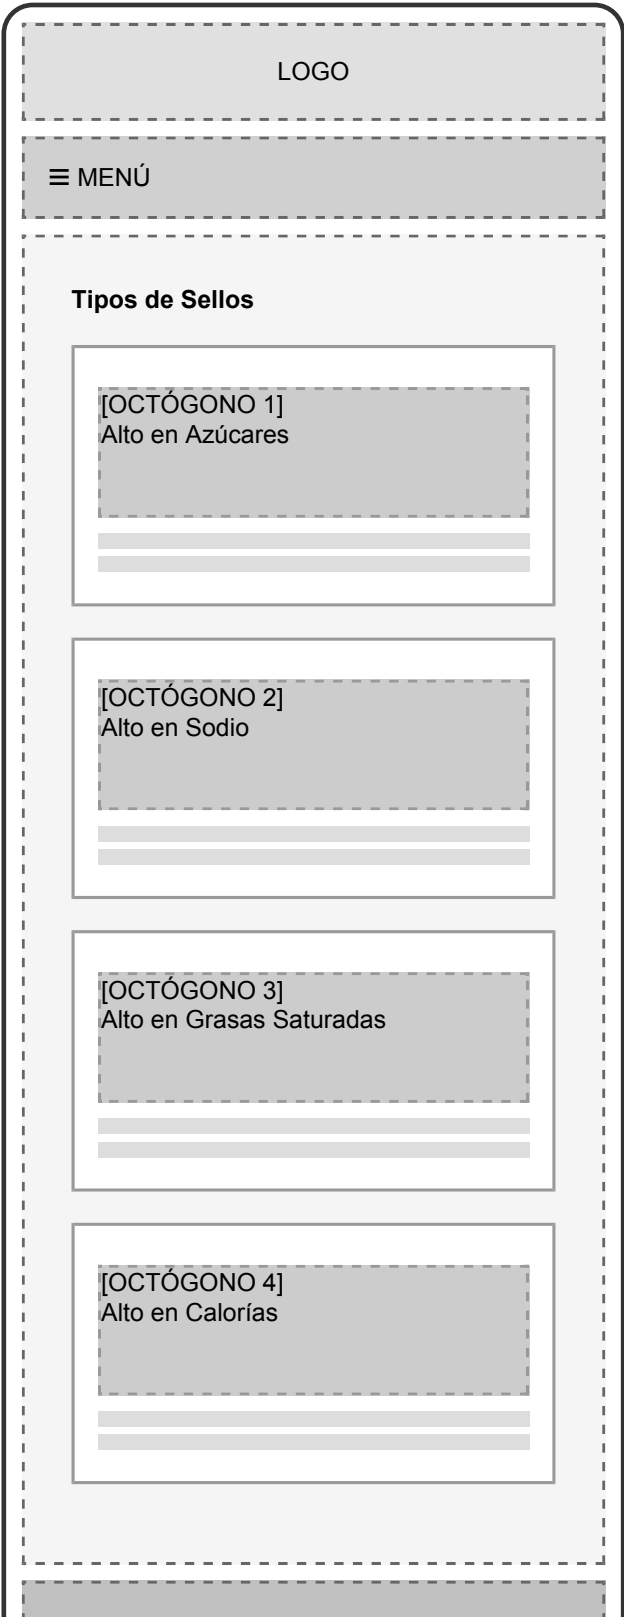 LOGO
≡ MENÚ
Tipos de Sellos
[OCTÓGONO 1]
Alto en Azúcares
[OCTÓGONO 2]
Alto en Sodio
[OCTÓGONO 3]
Alto en Grasas Saturadas
[OCTÓGONO 4]
Alto en Calorías